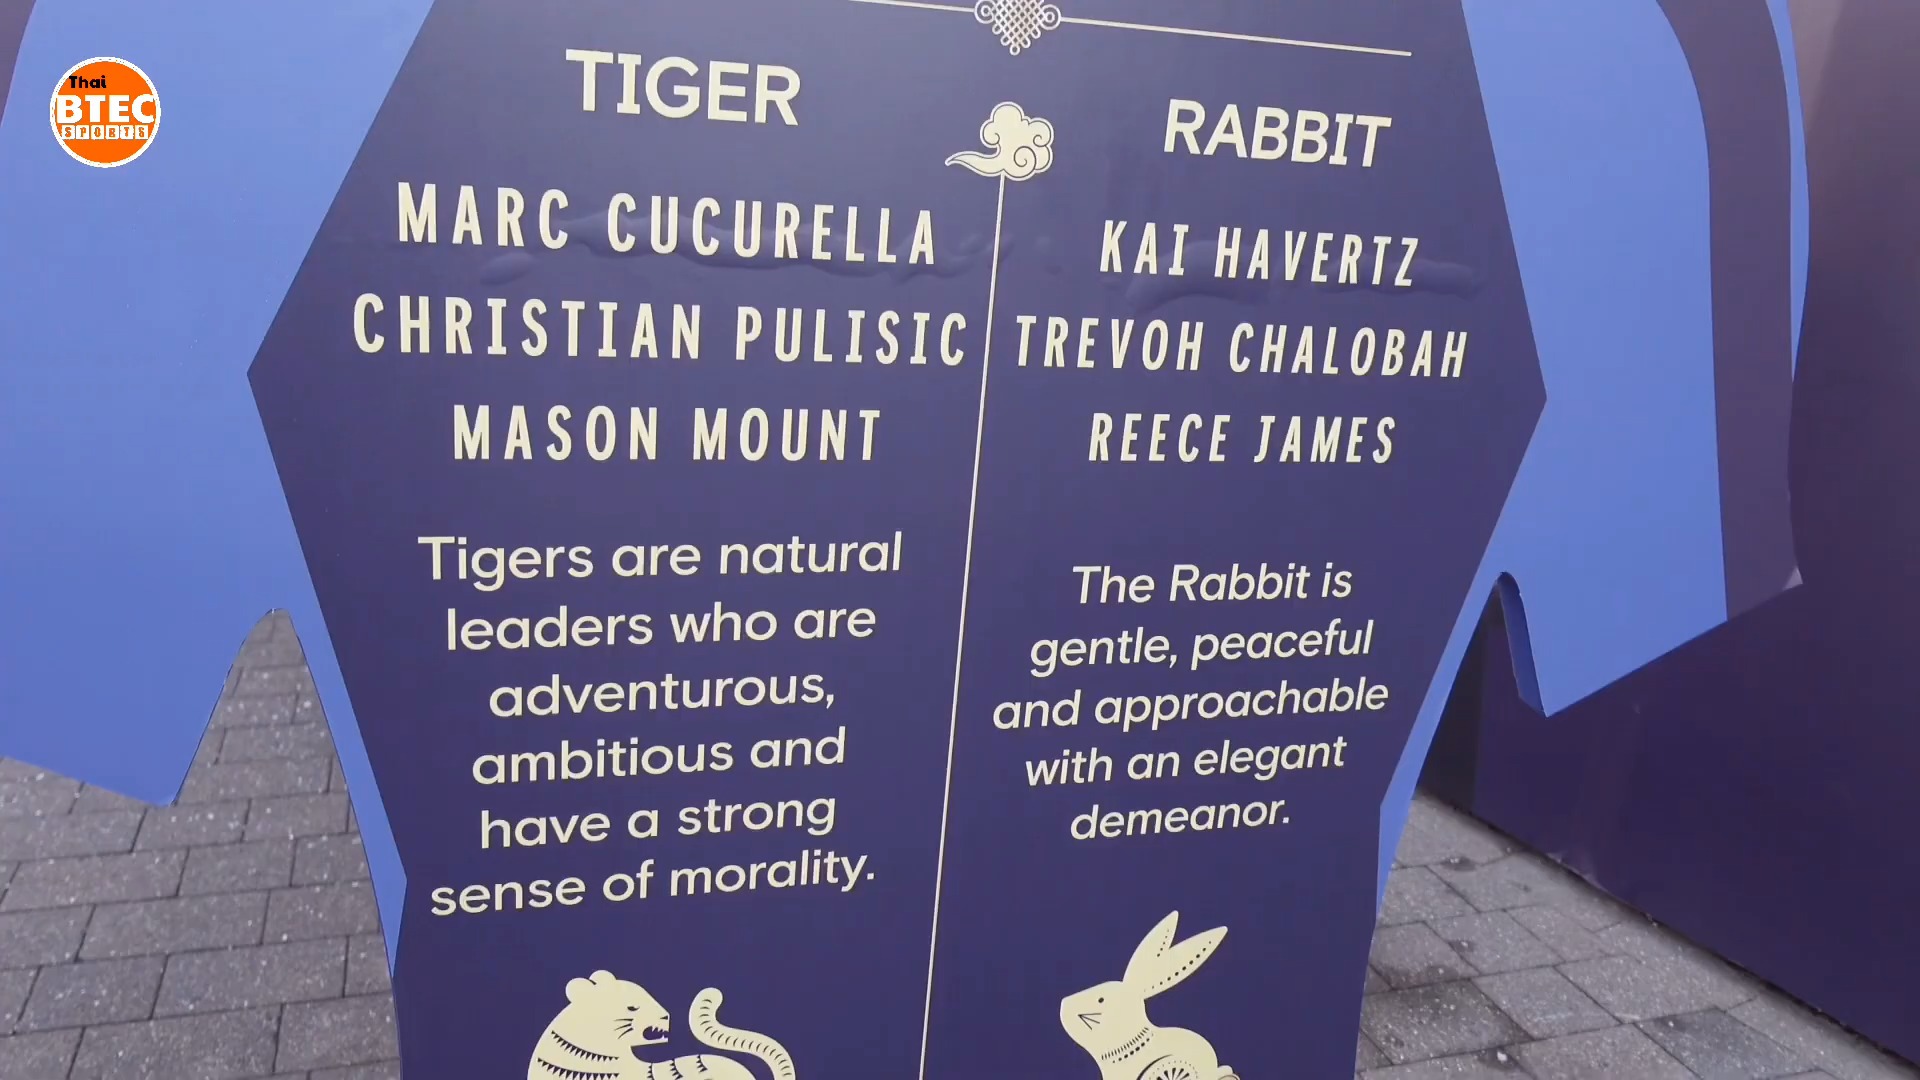 Thai
BTEC
SPORTS
TIGER
MARC CUCURELLA
CHRISTIAN PULISIC
MASON MOUNT
Tigers are natural
leaders who are
adventurous,
ambitious and
have a strong
sense of morality.
RABBIT
KAI HAVERTZ
TREVOH CHALOBAH
REECE JAMES
The Rabbit is
gentle, peaceful
and approachable
with an elegant
demeanor.